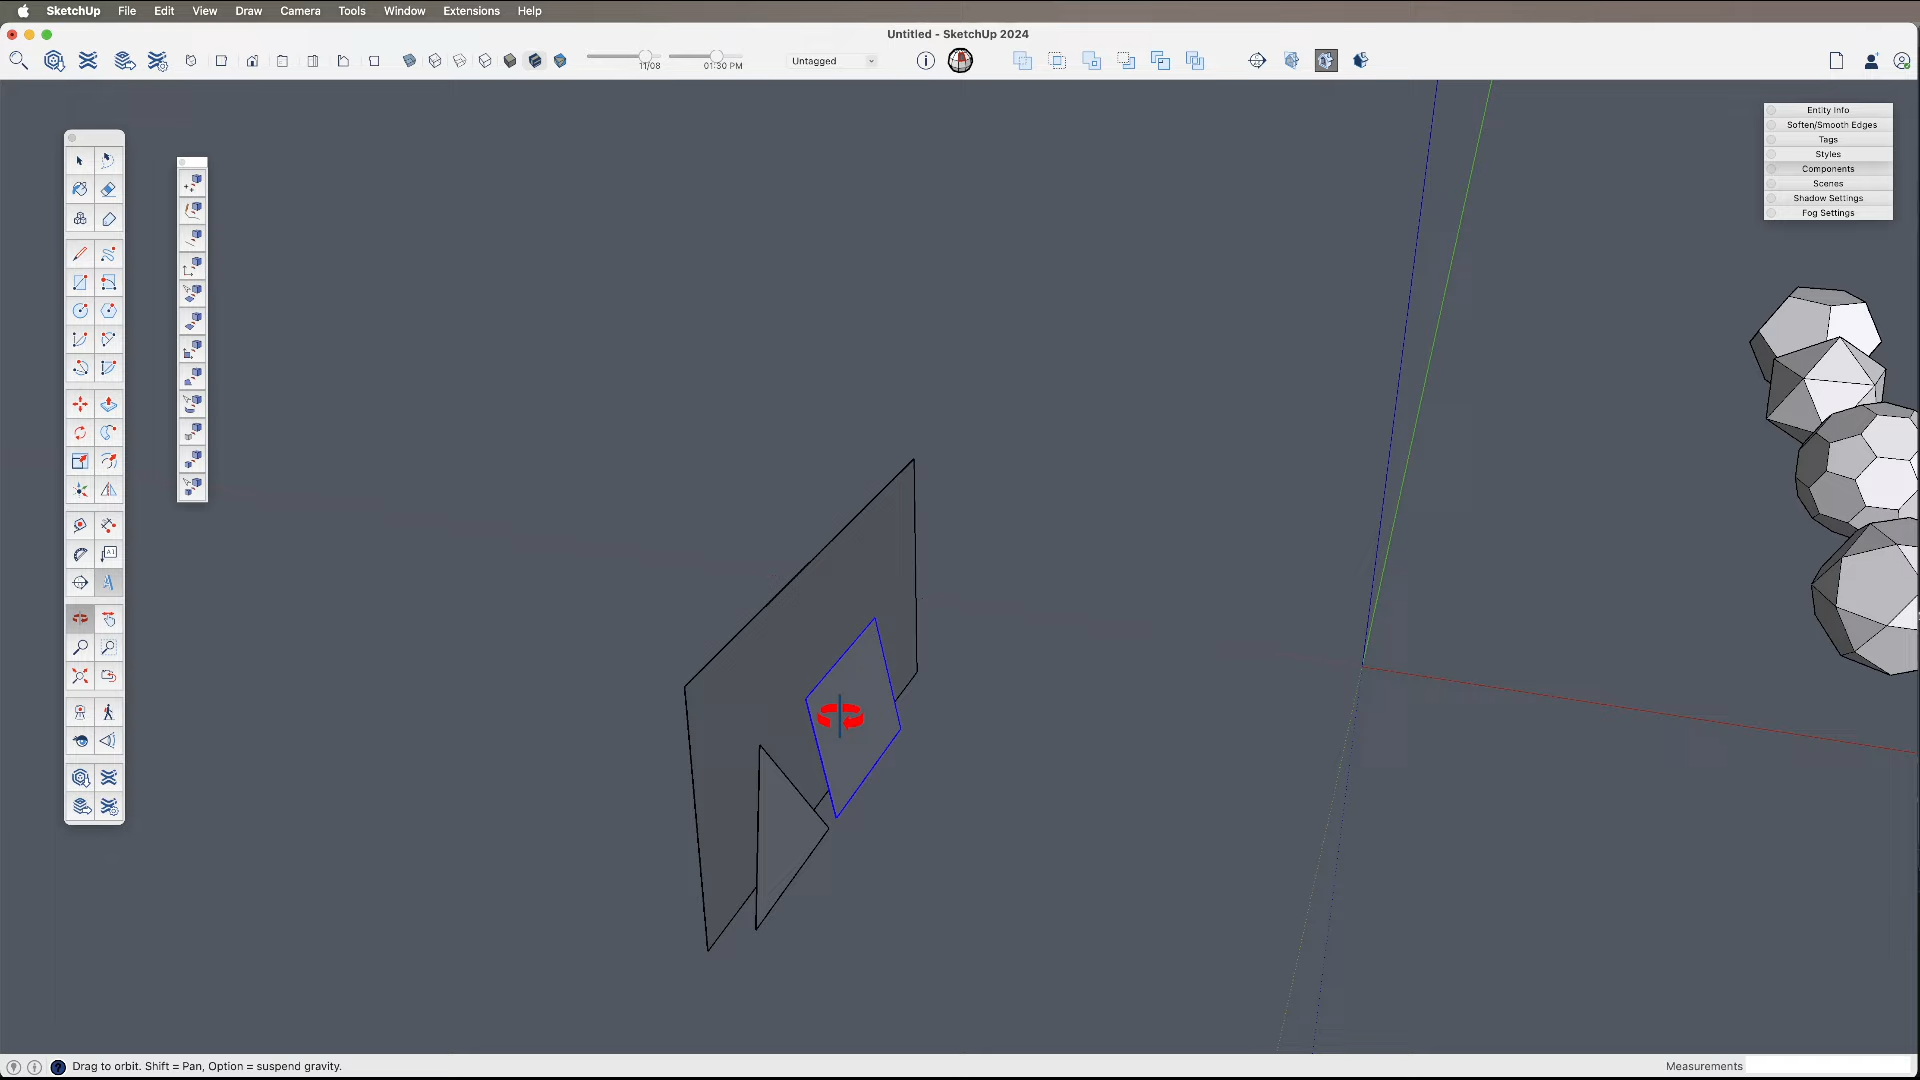 SketchUp File Edit View Draw Camera Tools Window Extensions Help
Untitled - SketchUp 2024
11/08 01:30 PM Untagged
Entity Info
Soften/Smooth Edges
Tags
Styles
Components
Scenes
Shadow Settings
Fog Settings
A1
Drag to orbit. Shift = Pan, Option = suspend gravity.
Measurements